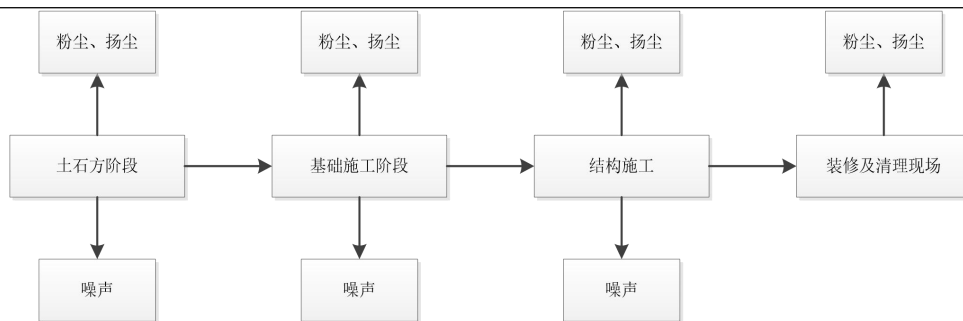 粉尘、扬尘
粉尘、扬尘
粉尘、扬尘
粉尘、扬尘
土石方阶段
基础施工阶段
结构施工
装修及清理现场
噪声
噪声
噪声